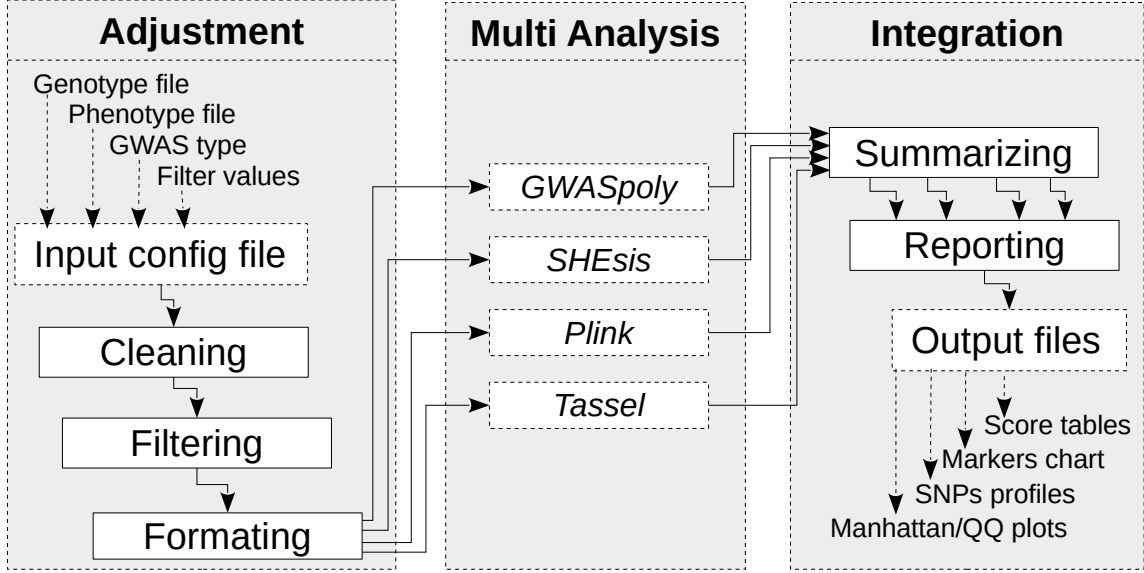 Adjustment
Genotype file
Phenotype file
GWAS type
Filter values
Input config file
Cleaning
Filtering
Formating
Multi Analysis
GWASpoly
SHEsis
Plink
Tassel
Integration
Summarizing
Reporting
Output files
Score tables
Markers chart
SNPs profiles
Manhattan/QQ plots